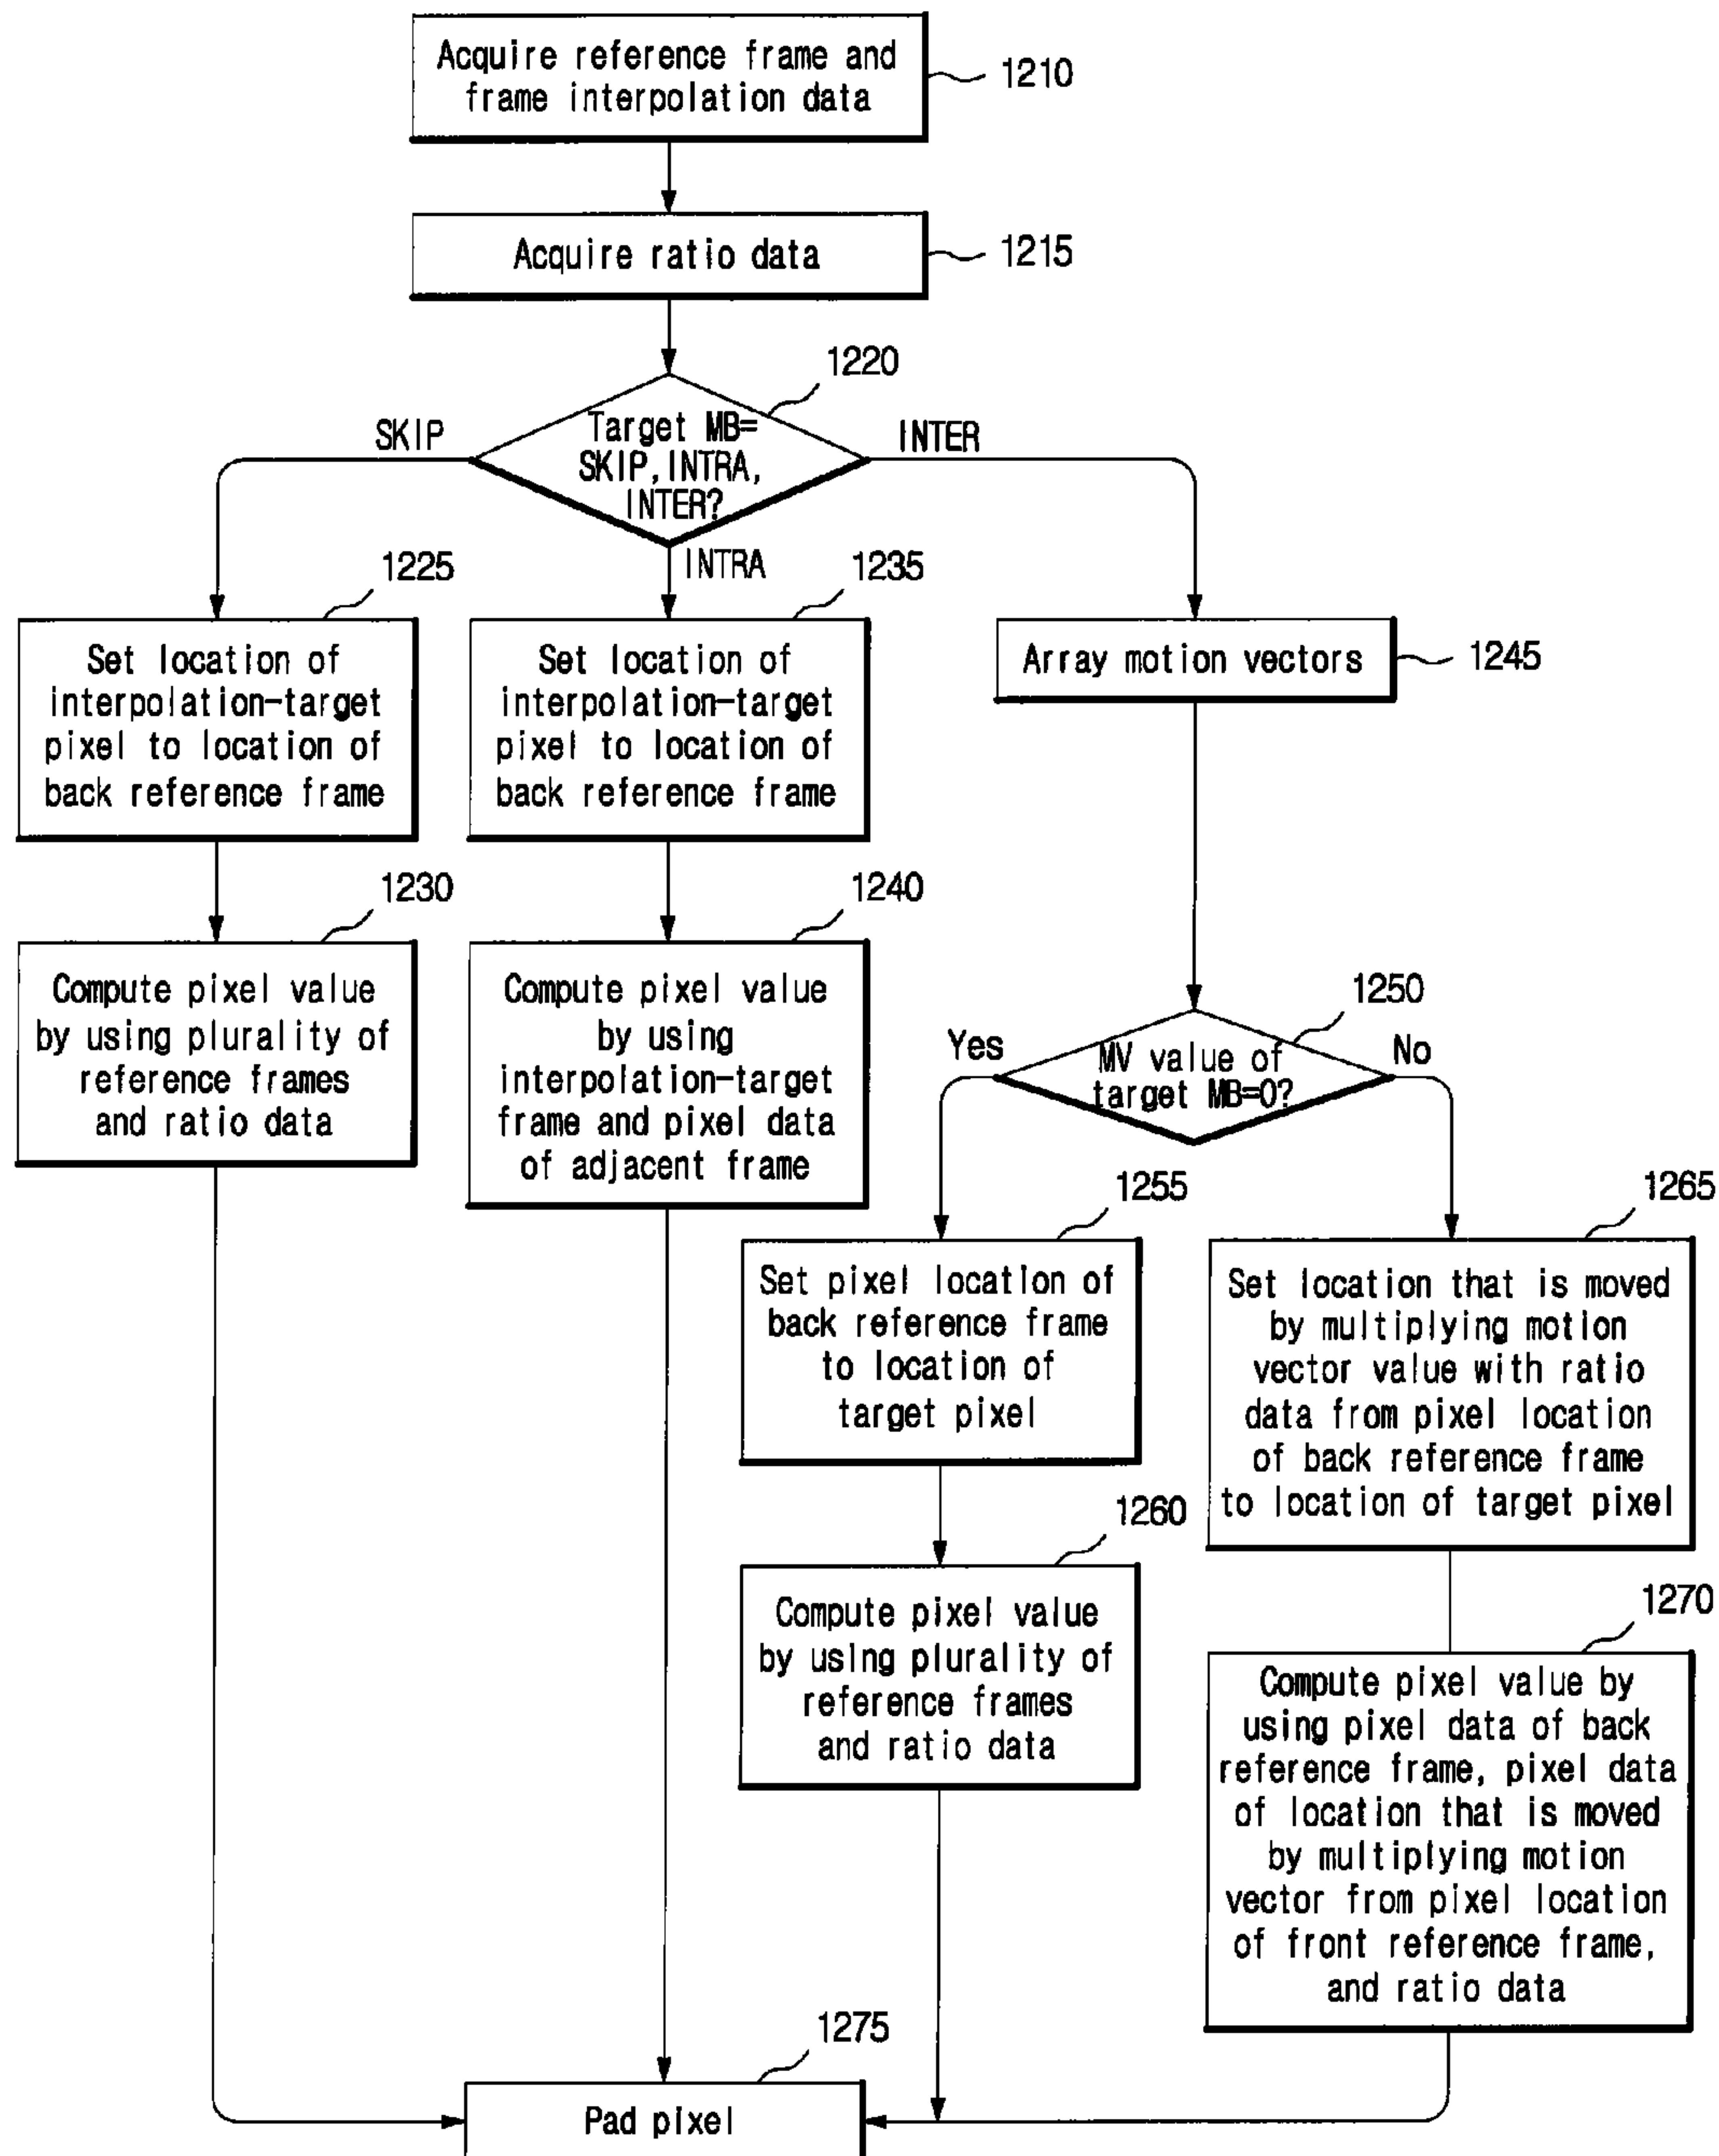 Acquire reference frame and
frame interpolation data
1210
Acquire ratio data
1215
1220
Target MB=
SKIP, INTRA,
INTER?
SKIP
INTER
INTRA
1225
Set location of
interpolation-target
pixel to location of
back reference frame
1235
Set location of
interpolation-target
pixel to location of
back reference frame
Array motion vectors
1245
1230
Compute pixel value
by using plurality of
reference frames
and ratio data
1240
Compute pixel value
by using
interpolation-target
frame and pixel data
of adjacent frame
1250
Yes
MV value of
target MB=0?
No
1255
Set pixel location of
back reference frame
to location of
target pixel
1265
Set location that is moved
by multiplying motion
vector value with ratio
data from pixel location
of back reference frame
to location of target pixel
1260
Compute pixel value
by using plurality of
reference frames
and ratio data
1270
Compute pixel value by
using pixel data of back
reference frame, pixel data
of location that is moved
by multiplying motion
vector from pixel location
of front reference frame,
and ratio data
1275
Pad pixel